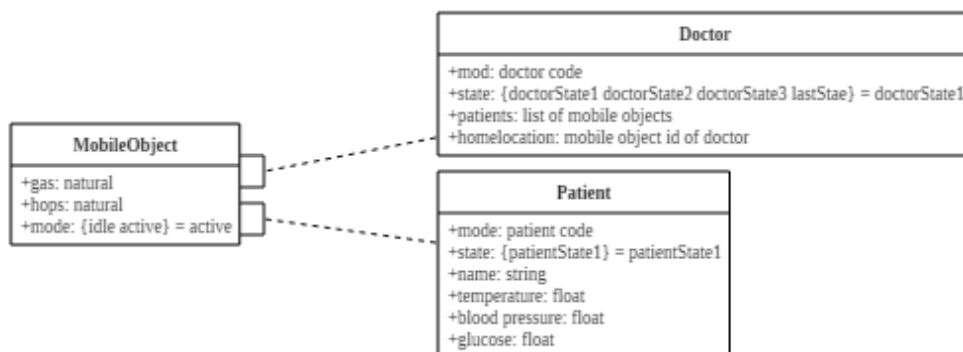 Doctor
+mod: doctor code
+state: {doctorState1 doctorState2 doctorState3 lastStae} = doctorState1
+patients: list of mobile objects
+homelocation: mobile object id of doctor
MobileObject
+gas: natural
+hops: natural
+mode: {idle active} = active
Patient
+mode: patient code
+state: {patientState1} = patientState1
+name: string
+temperature: float
+blood pressure: float
+glucose: float